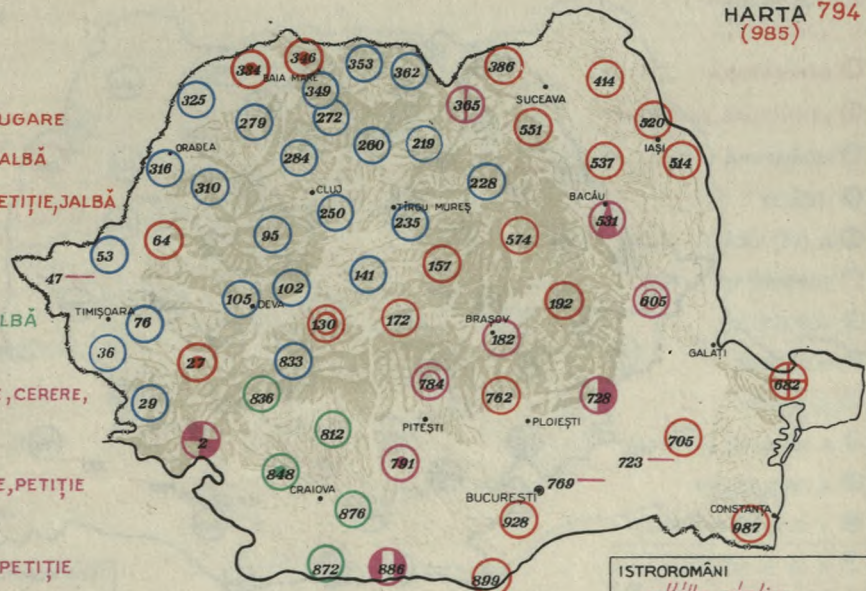 HARTA 794
(985)
UGARE
ALBĂ
ETIȚIE, JALBĂ
ALBĂ
, CERERE,
E, PETIȚIE
PETIȚIE
334
346
353
362
386
414
BAIA MARE
325
349
365
SUCEAVA
279
272
551
520
IAȘI
ORADEA
284
260
219
537
514
316
310
CLUJ
228
BACĂU
250
TÎRGU MUREȘ
235
531
95
574
64
53
157
47
141
102
605
105
DEVA
192
TIMIȘOARA
76
130
172
BRAȘOV
182
36
GALAȚI
27
833
784
682
29
836
762
728
PITEȘTI
PLOIEȘTI
2
812
705
791
723
848
769
CRAIOVA
BUCUREȘTI
876
928
CONSTANȚA
987
872
886
899
ISTROROMÂNI